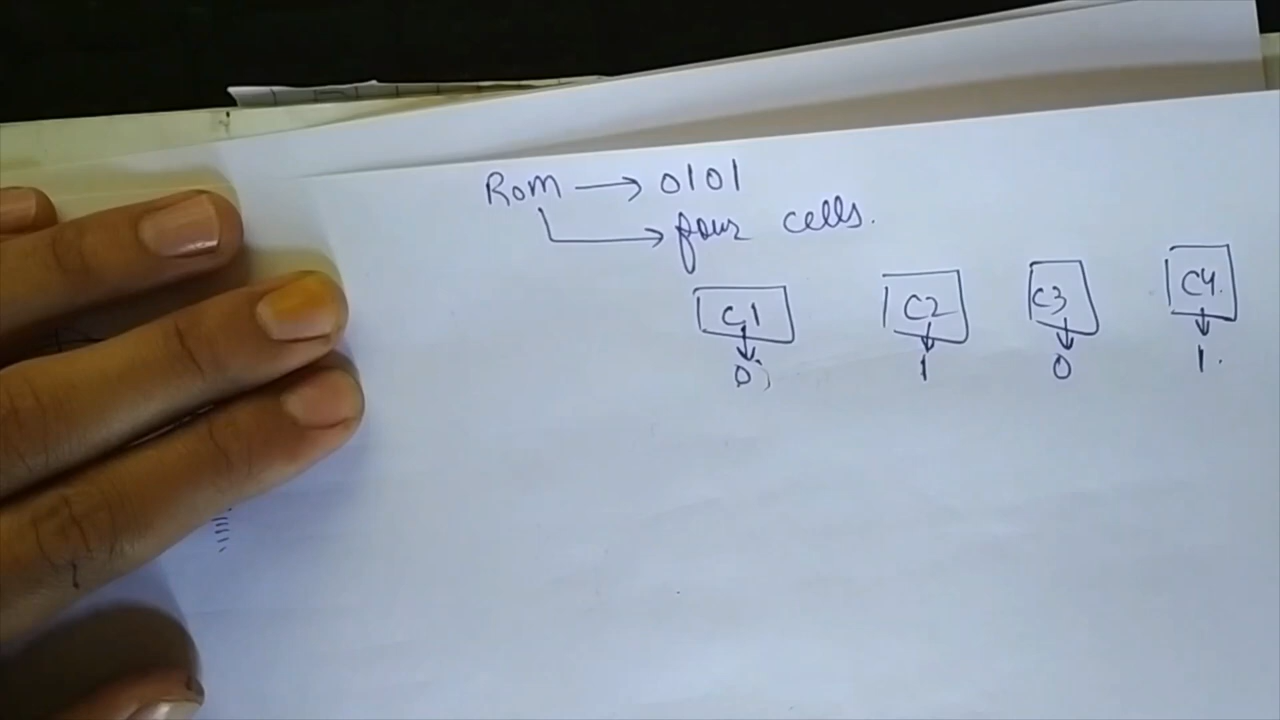 Rom → 0101
four cells.
C1 C2 C3 C4.
0 1 0 1.